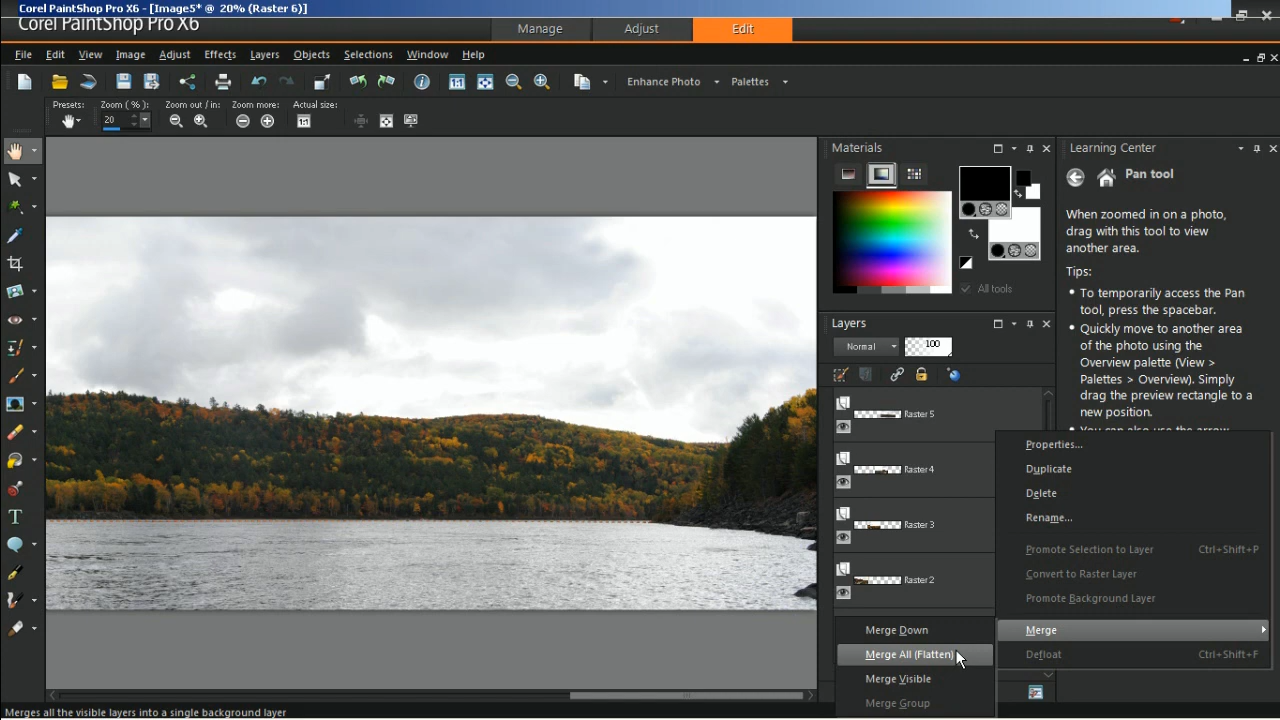 Corel PaintShop Pro X6 - [Image5* @ 20% (Raster 6)]
Corel PaintShop Pro X6
Manage
Adjust
Edit
File
Edit
View
Image
Adjust
Effects
Layers
Objects
Selections
Window
Help
Enhance Photo
Palettes
Presets:
Zoom ( % ):
Zoom out / in:
Zoom more:
Actual size:
20
Materials
All tools
Layers
Normal
100
Raster 5
Raster 4
Raster 3
Raster 2
Learning Center
Pan tool
When zoomed in on a photo,
drag with this tool to view
another area.
Tips:
• To temporarily access the Pan
tool, press the spacebar.
• Quickly move to another area
of the photo using the
Overview palette (View >
Palettes > Overview). Simply
drag the preview rectangle to a
new position.
• You can also use the arrow
Properties...
Duplicate
Delete
Rename...
Promote Selection to Layer Ctrl+Shift+P
Convert to Raster Layer
Promote Background Layer
Merge
Defloat Ctrl+Shift+F
Merge Down
Merge All (Flatten)
Merge Visible
Merge Group
Merges all the visible layers into a single background layer